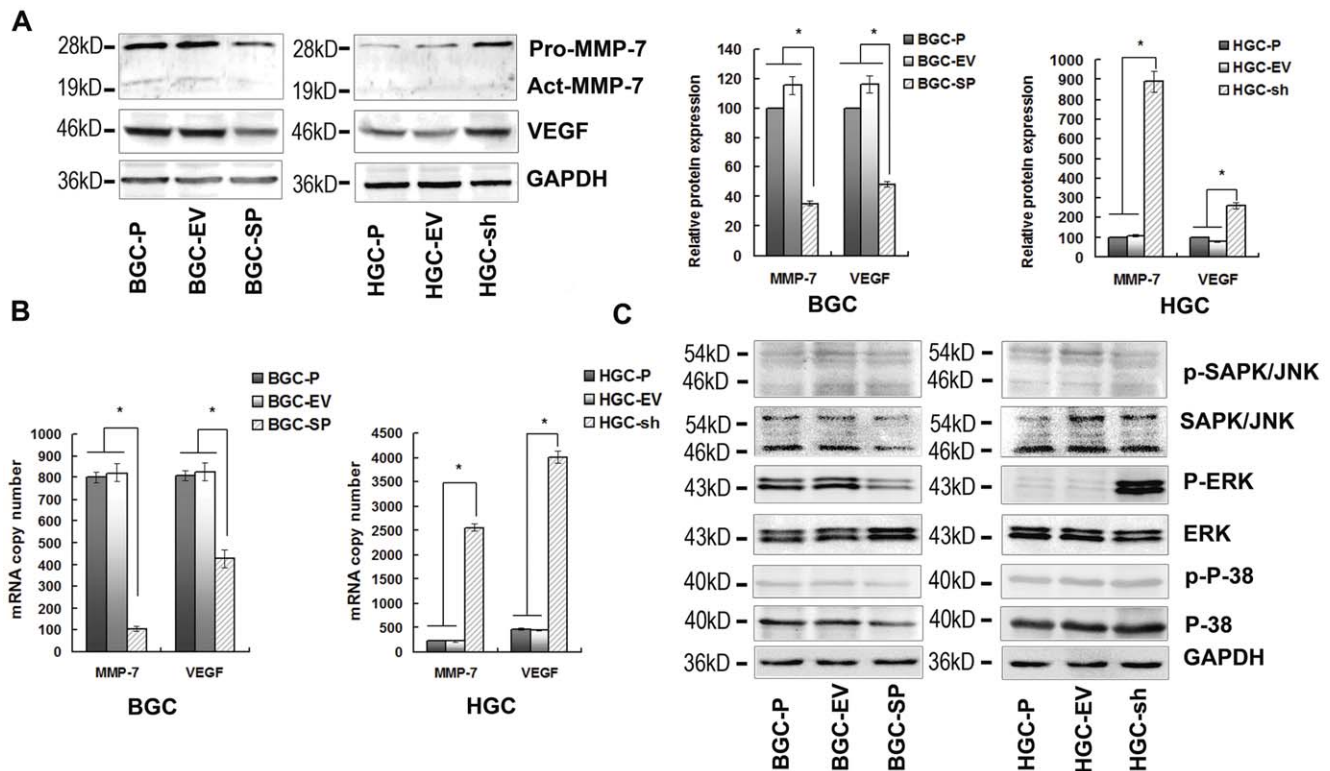 A
28kD
19kD
46kD
36kD
28kD
19kD
46kD
36kD
Pro-MMP-7
Act-MMP-7
VEGF
GAPDH
BGC-P
BGC-EV
BGC-SP
HGC-P
HGC-EV
HGC-sh
Relative protein expression
140
120
100
80
60
40
20
0
* *
BGC-P
BGC-EV
BGC-SP
MMP-7 VEGF
BGC
Relative protein expression
1000
900
800
700
600
500
400
300
200
100
0
*
*
HGC-P
HGC-EV
HGC-sh
MMP-7 VEGF
HGC
B
mRNA copy number
1000
900
800
700
600
500
400
300
200
100
0
* *
BGC-P
BGC-EV
BGC-SP
MMP-7 VEGF
BGC
mRNA copy number
4500
4000
3500
3000
2500
2000
1500
1000
500
0
*
*
HGC-P
HGC-EV
HGC-sh
MMP-7 VEGF
HGC
C
54kD
46kD
54kD
46kD
43kD
43kD
40kD
40kD
36kD
54kD
46kD
54kD
46kD
43kD
43kD
40kD
40kD
36kD
p-SAPK/JNK
SAPK/JNK
P-ERK
ERK
p-P-38
P-38
GAPDH
BGC-P
BGC-EV
BGC-SP
HGC-P
HGC-EV
HGC-sh